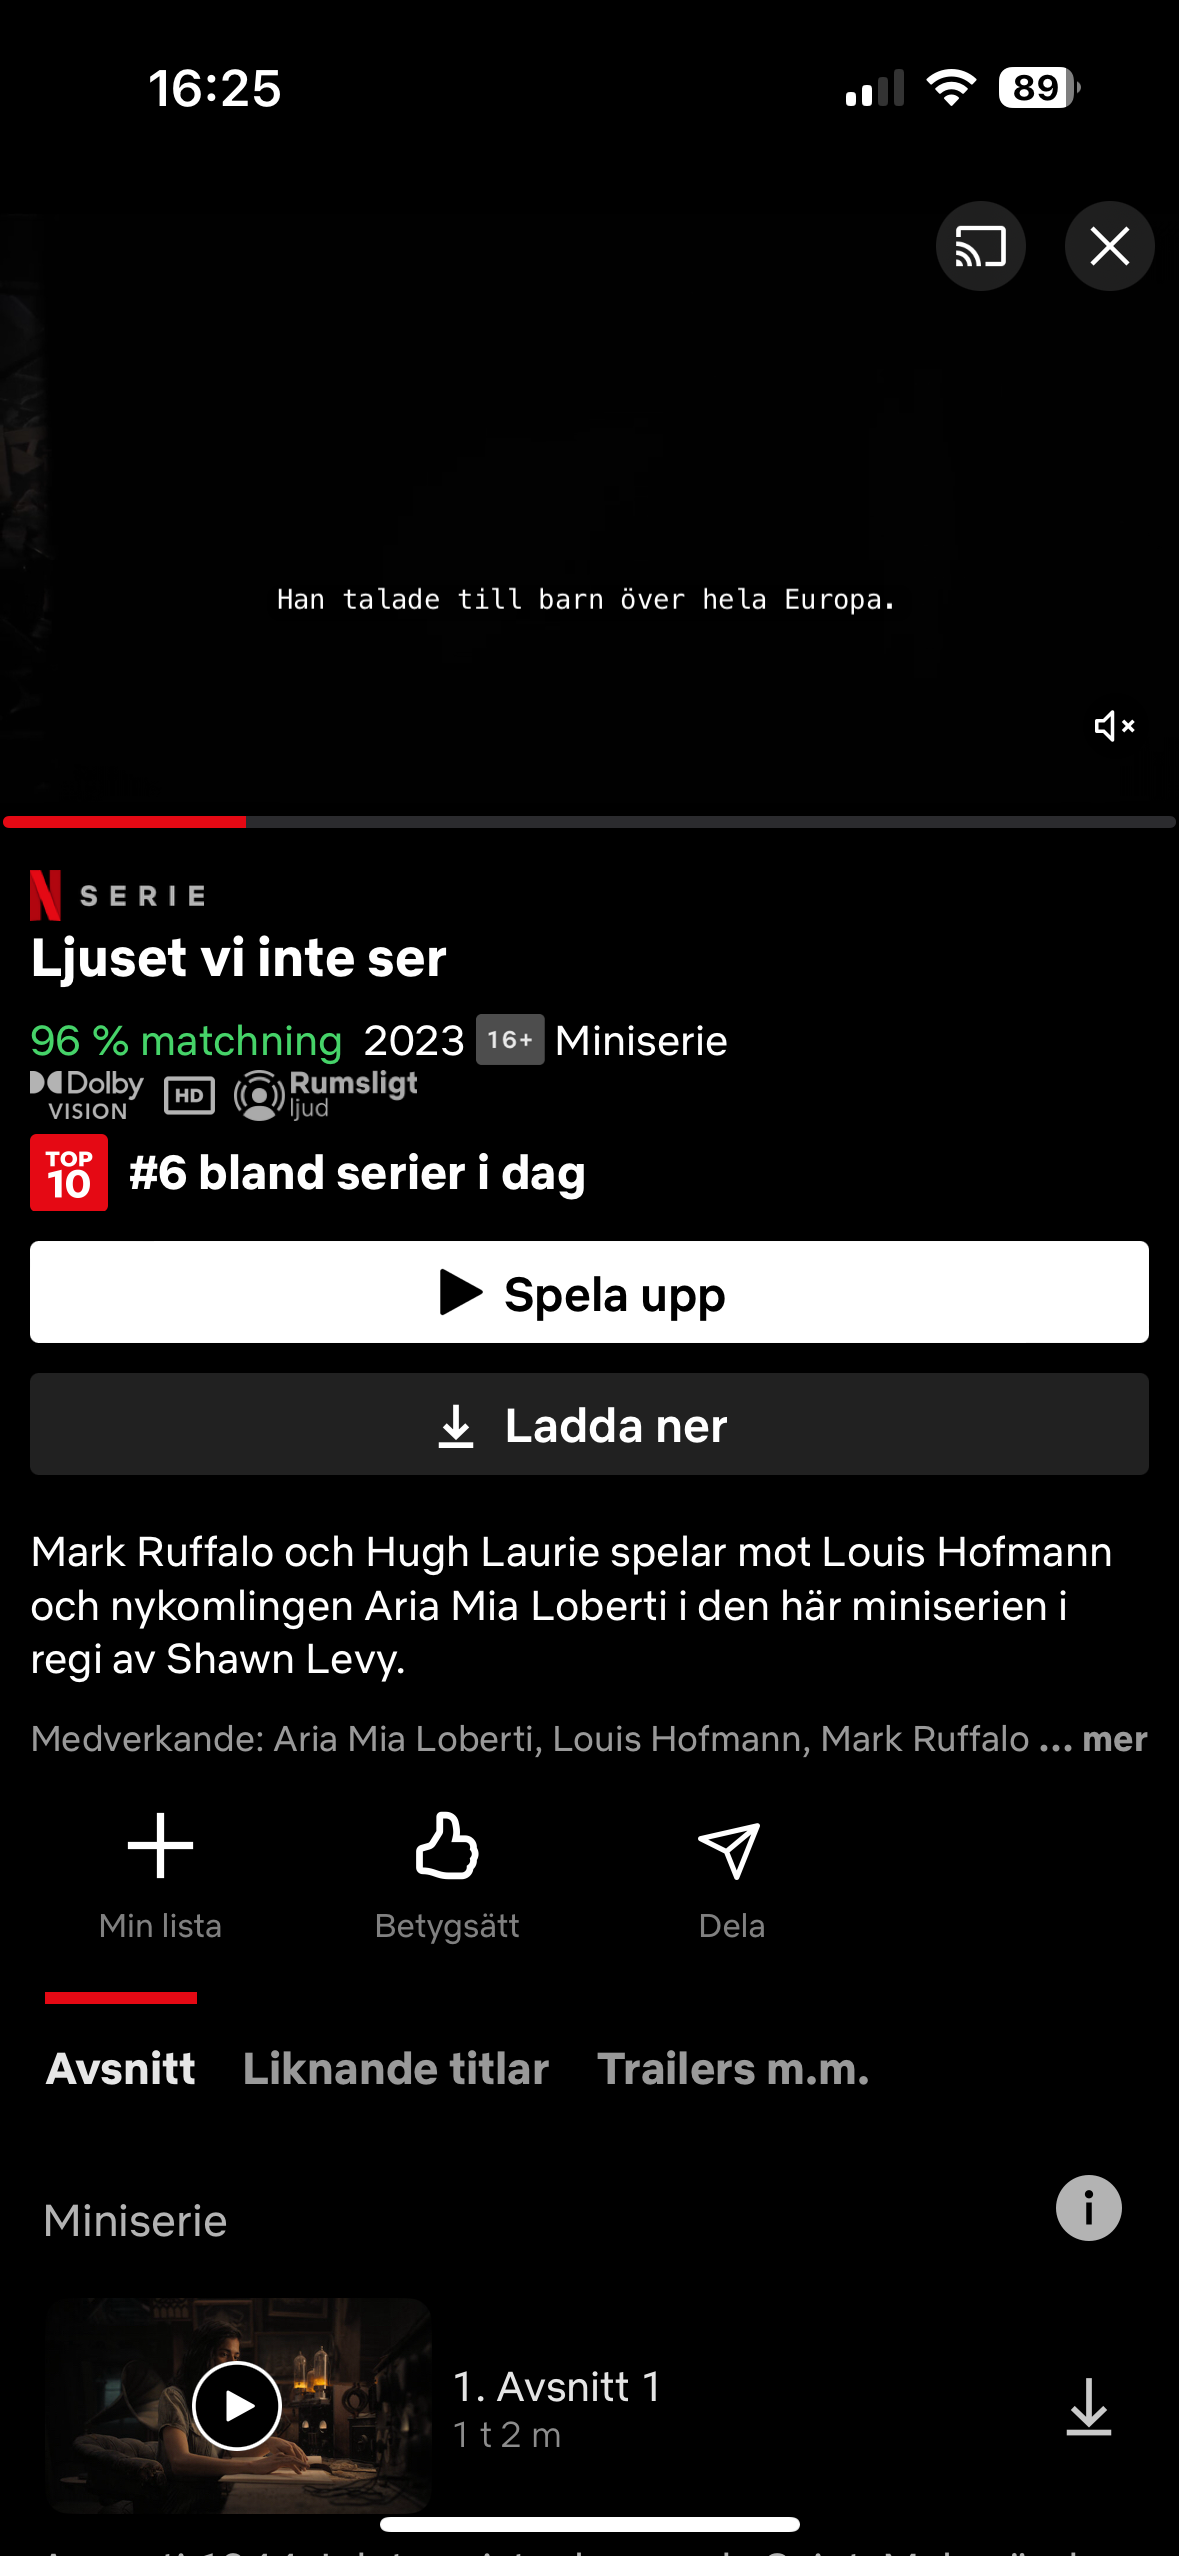 16:25
89
Han talade till barn över hela Europa.
SERIE
Ljuset vi inte ser
96 % matchning 2023 16+ Miniserie
Dolby VISION HD Rumsligt ljud
TOP 10 #6 bland serier i dag
Spela upp
Ladda ner
Mark Ruffalo och Hugh Laurie spelar mot Louis Hofmann
och nykomlingen Aria Mia Loberti i den här miniserien i
regi av Shawn Levy.
Medverkande: Aria Mia Loberti, Louis Hofmann, Mark Ruffalo ... mer
Min lista Betygsätt Dela
Avsnitt Liknande titlar Trailers m.m.
Miniserie
1. Avsnitt 1
1 t 2 m